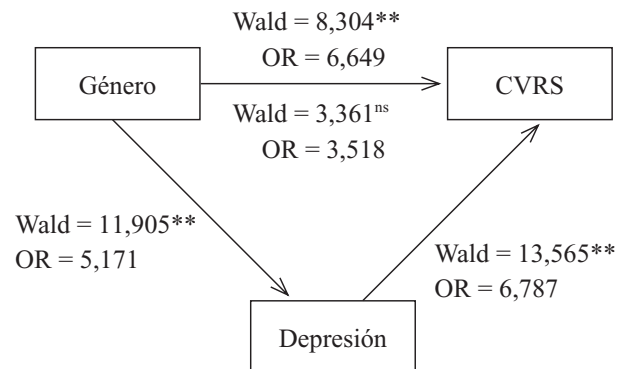 Wald = 8,304**
OR = 6,649
Género
CVRS
Wald = 3,361ns
OR = 3,518
Wald = 11,905**
OR = 5,171
Wald = 13,565**
OR = 6,787
Depresión